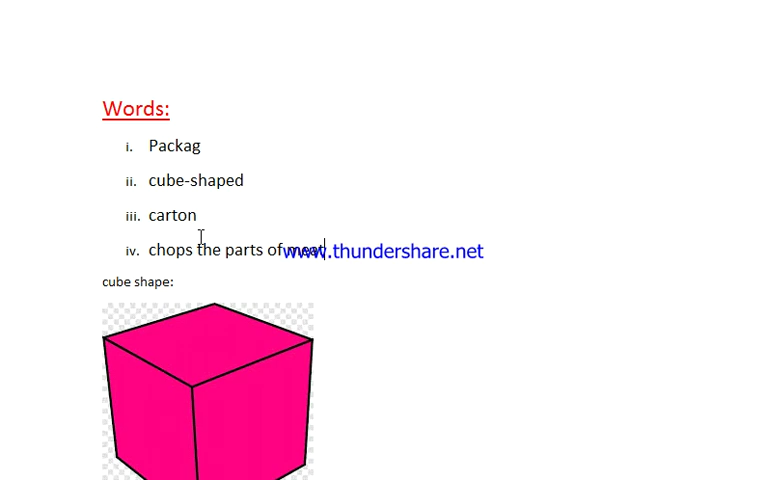 Words:
i. Packag
ii. cube-shaped
iii. carton
iv. chops the parts of meat
www.thundershare.net
cube shape: